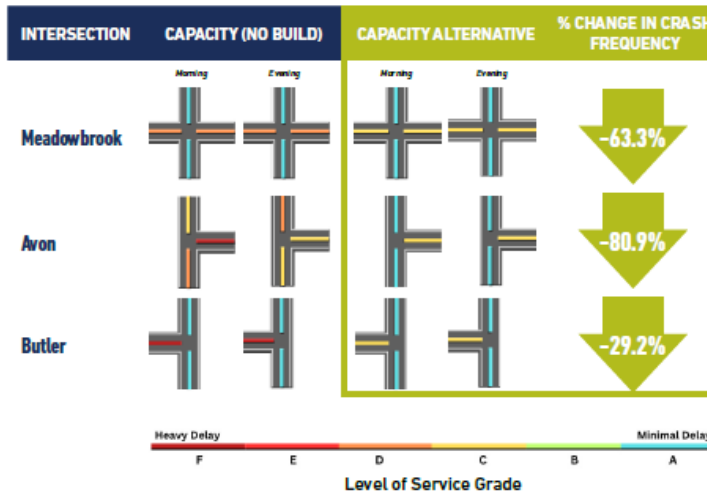 INTERSECTION
CAPACITY (NO BUILD)
CAPACITY ALTERNATIVE
% CHANGE IN CRASH
FREQUENCY
Morning
Evening
Morning
Evening
Meadowbrook
-63.3%
Avon
-80.9%
Butler
-29.2%
Heavy Delay
Minimal Delay
F
E
D
C
B
A
Level of Service Grade